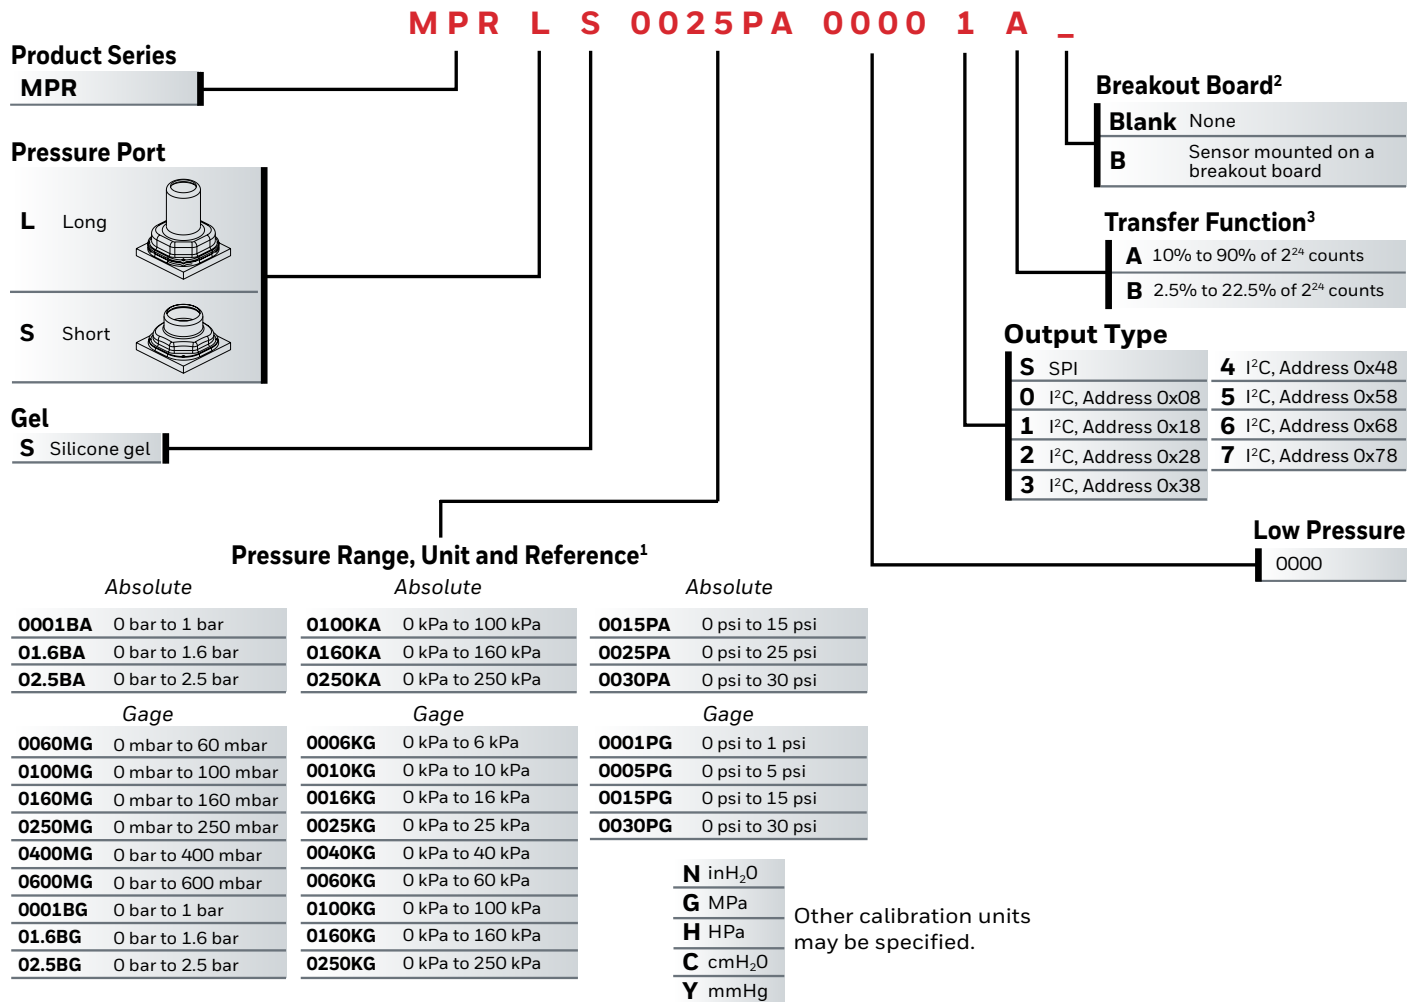 MPR L S 0025PA 0000 1 A _
Product Series
MPR
Pressure Port
L Long
S Short
Gel
S Silicone gel
Breakout Board²
Blank None
B Sensor mounted on a
breakout board
Transfer Function³
A 10% to 90% of 2²⁴ counts
B 2.5% to 22.5% of 2²⁴ counts
Output Type
S SPI
0 I²C, Address 0x08
1 I²C, Address 0x18
2 I²C, Address 0x28
3 I²C, Address 0x38
4 I²C, Address 0x48
5 I²C, Address 0x58
6 I²C, Address 0x68
7 I²C, Address 0x78
Low Pressure
0000
Pressure Range, Unit and Reference¹
Absolute
0001BA 0 bar to 1 bar
01.6BA 0 bar to 1.6 bar
02.5BA 0 bar to 2.5 bar
Gage
0060MG 0 mbar to 60 mbar
0100MG 0 mbar to 100 mbar
0160MG 0 mbar to 160 mbar
0250MG 0 mbar to 250 mbar
0400MG 0 bar to 400 mbar
0600MG 0 bar to 600 mbar
0001BG 0 bar to 1 bar
01.6BG 0 bar to 1.6 bar
02.5BG 0 bar to 2.5 bar
Absolute
0100KA 0 kPa to 100 kPa
0160KA 0 kPa to 160 kPa
0250KA 0 kPa to 250 kPa
Gage
0006KG 0 kPa to 6 kPa
0010KG 0 kPa to 10 kPa
0016KG 0 kPa to 16 kPa
0025KG 0 kPa to 25 kPa
0040KG 0 kPa to 40 kPa
0060KG 0 kPa to 60 kPa
0100KG 0 kPa to 100 kPa
0160KG 0 kPa to 160 kPa
0250KG 0 kPa to 250 kPa
Absolute
0015PA 0 psi to 15 psi
0025PA 0 psi to 25 psi
0030PA 0 psi to 30 psi
Gage
0001PG 0 psi to 1 psi
0005PG 0 psi to 5 psi
0015PG 0 psi to 15 psi
0030PG 0 psi to 30 psi
N inH₂0
G MPa
H HPa
C cmH₂0
Y mmHg
Other calibration units
may be specified.